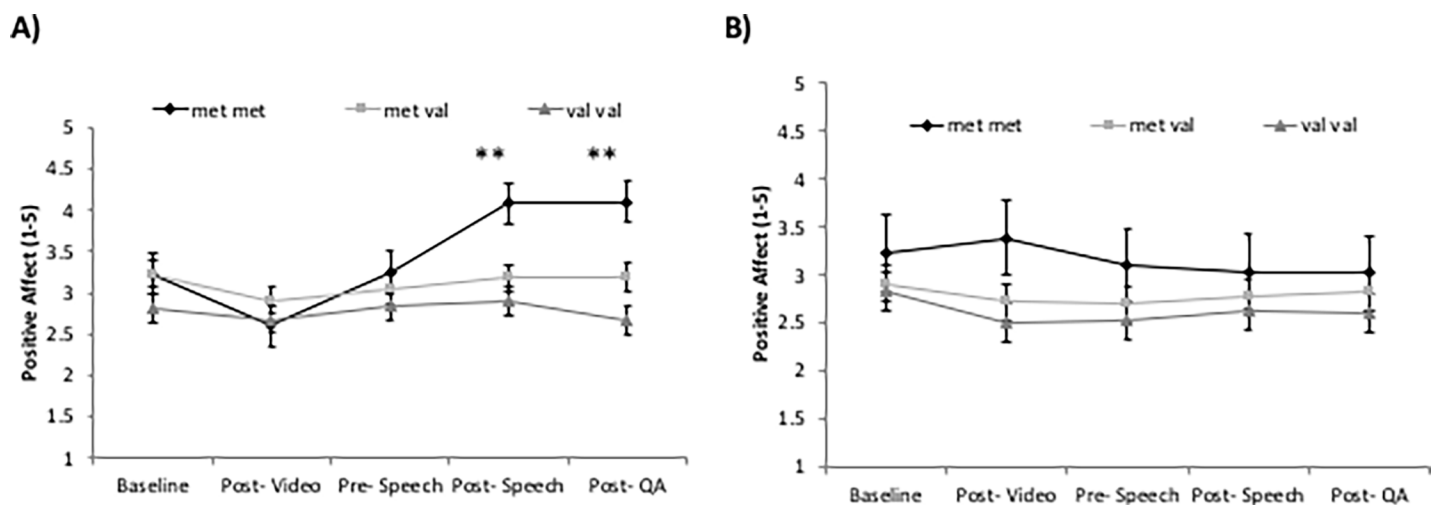 A)
met met met val val val
5
4.5
4
3.5
3
2.5
2
1.5
1
Positive Affect (1-5)
** **
Baseline Post- Video Pre- Speech Post- Speech Post- QA
B)
5
4.5
4
3.5
3
2.5
2
1.5
1
met met met val val val
Positive Affect (1-5)
Baseline Post- Video Pre- Speech Post- Speech Post- QA